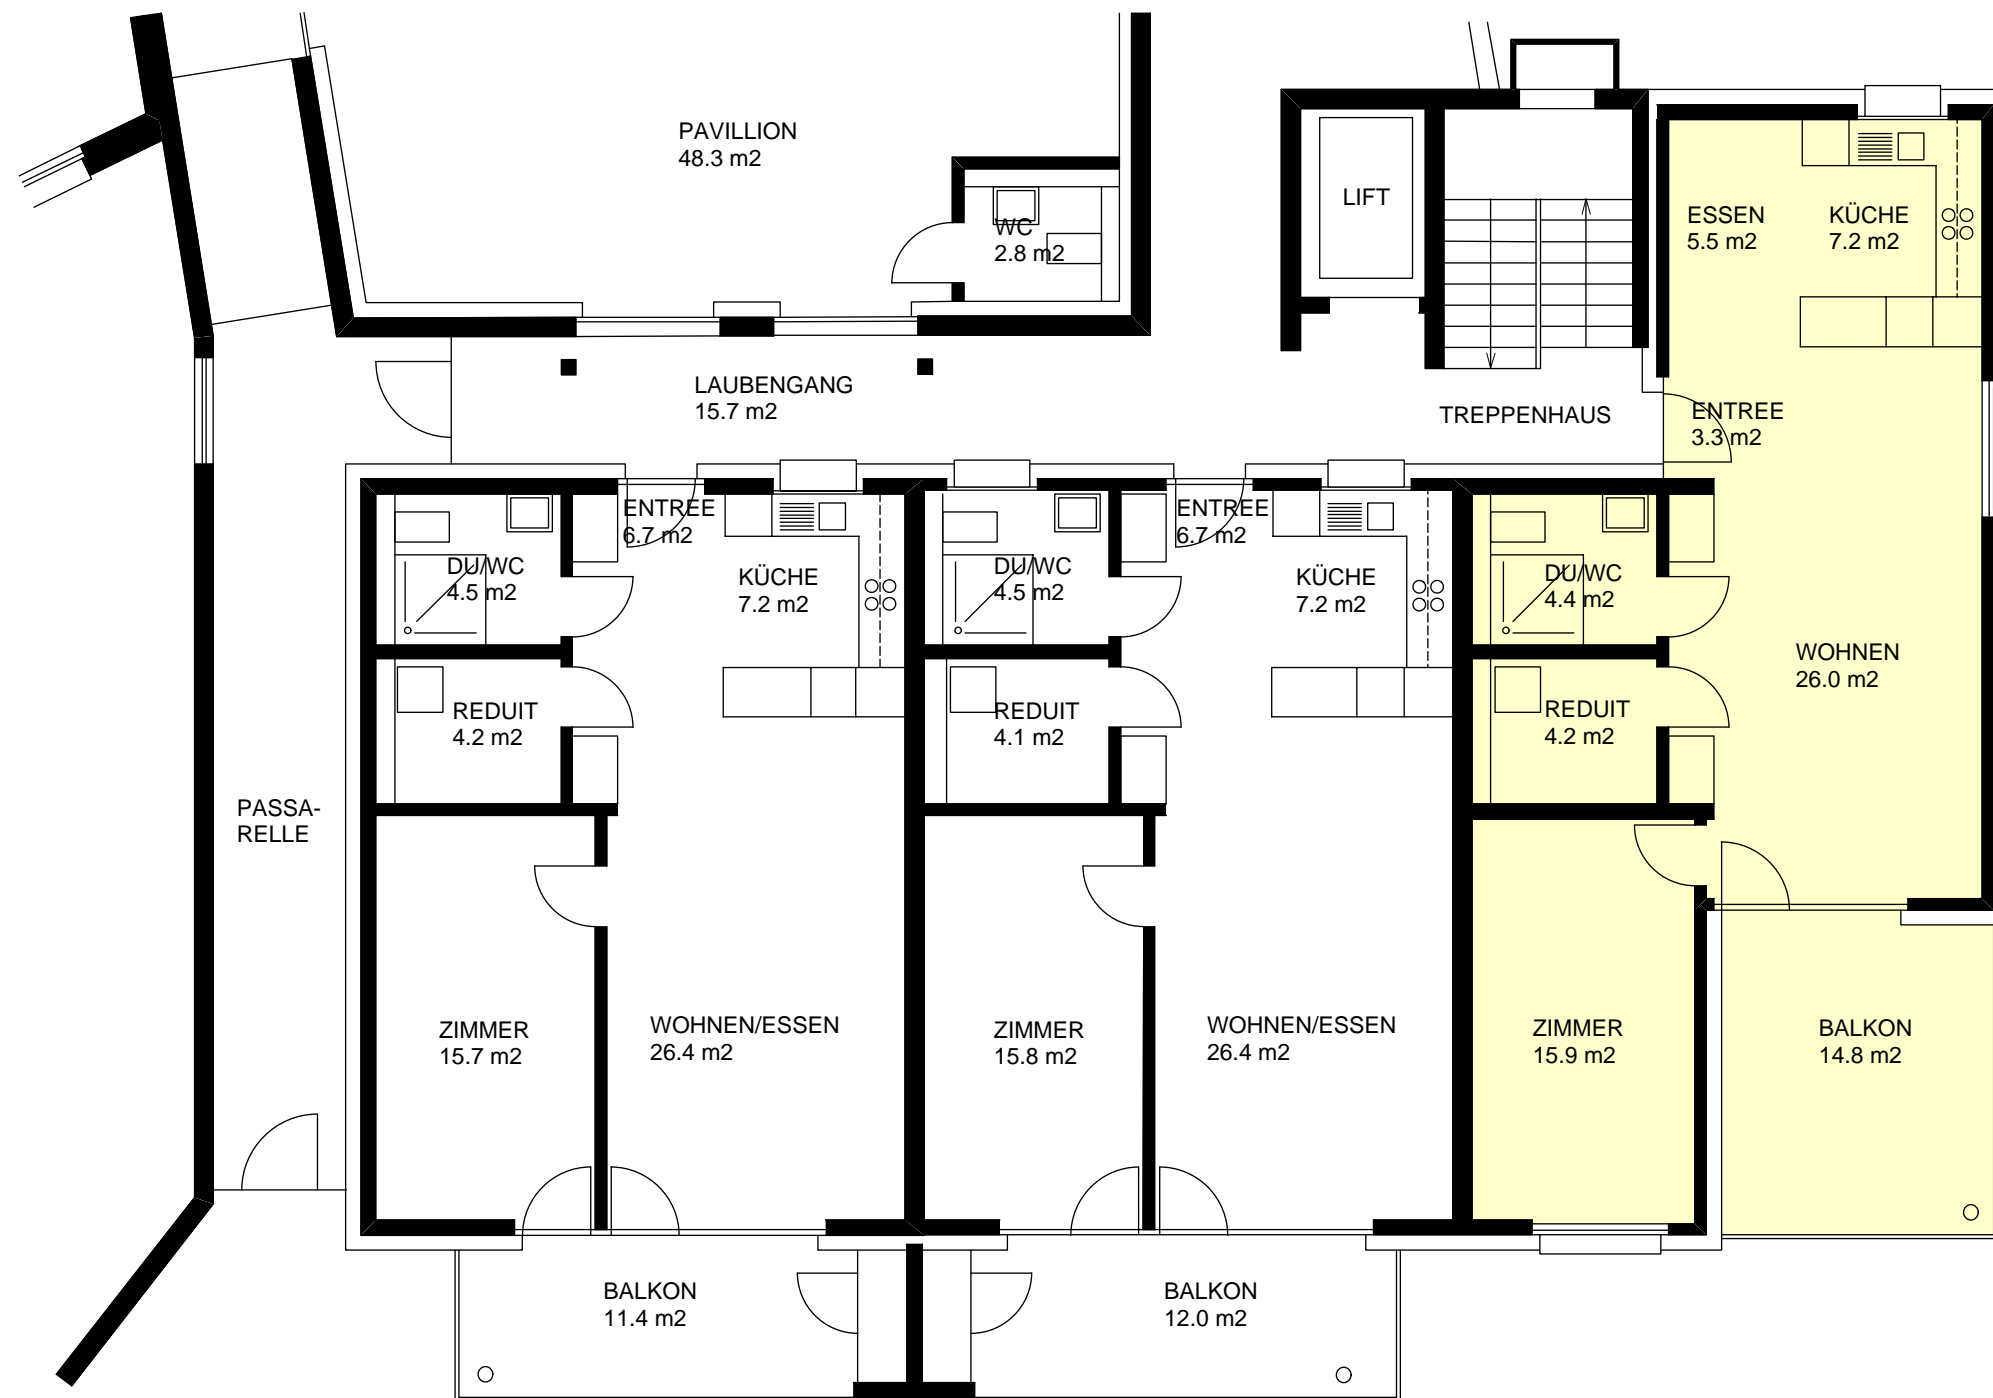 PAVILLION
48.3 m2
WC
2.8 m2
LIFT
ESSEN
5.5 m2
KÜCHE
7.2 m2
LAUBENGANG
15.7 m2
TREPPENHAUS
ENTREE
3.3 m2
ENTREE
6.7 m2
DU/WC
4.5 m2
KÜCHE
7.2 m2
ENTREE
6.7 m2
DU/WC
4.5 m2
KÜCHE
7.2 m2
DU/WC
4.4 m2
WOHNEN
26.0 m2
REDUIT
4.2 m2
REDUIT
4.1 m2
REDUIT
4.2 m2
PASSA-
RELLE
ZIMMER
15.7 m2
WOHNEN/ESSEN
26.4 m2
ZIMMER
15.8 m2
WOHNEN/ESSEN
26.4 m2
ZIMMER
15.9 m2
BALKON
14.8 m2
BALKON
11.4 m2
BALKON
12.0 m2